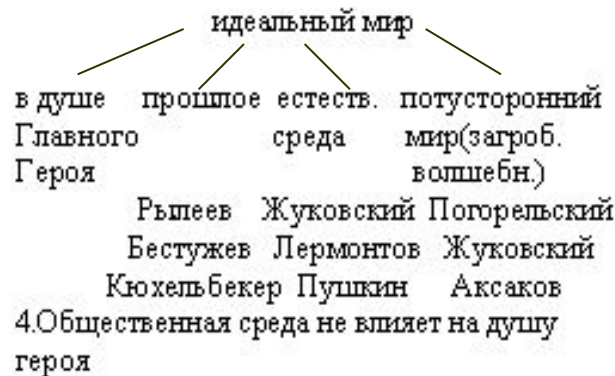 идеальный мир
в душе прошлое естеств. потусторонний
Главного среда мир(загроб.
Героя волшебн.)
Рылеев Жуковский Погорельский
Бестужев Лермонтов Жуковский
Кюхельбекер Пушкин Аксаков
4.Общественная среда не влияет на душу
героя